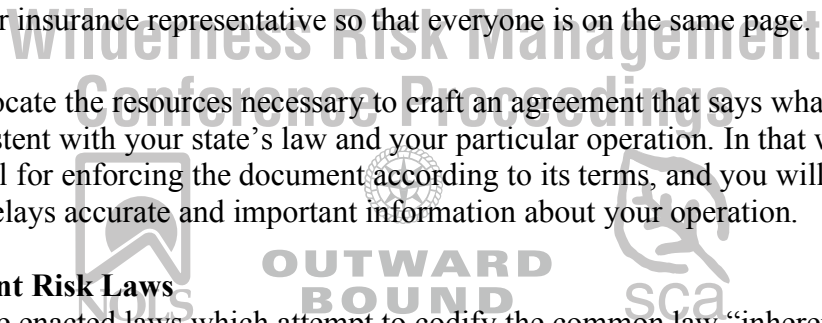 r insurance representative so that everyone is on the same page.
Wilderness Risk Management
Conference Proceedings
ocate the resources necessary to craft an agreement that says wha
stent with your state’s law and your particular operation. In that w
l for enforcing the document according to its terms, and you will
elays accurate and important information about your operation.
OUTWARD
BOUND
NOLS
sca
nt Risk Laws
enacted laws which attempt to codify the common law “inheren